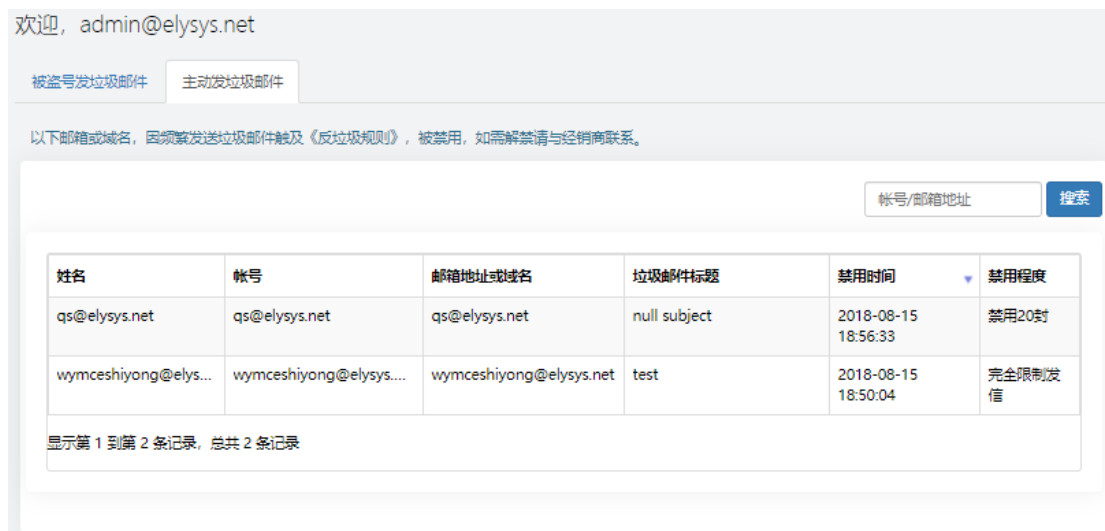 欢迎, admin@elysys.net
被盗号发垃圾邮件 主动发垃圾邮件
以下邮箱或域名，因频繁发送垃圾邮件触及《反垃圾规则》，被禁用，如需解禁请与经销商联系。
帐号/邮箱地址 搜索
姓名 帐号 邮箱地址或域名 垃圾邮件标题 禁用时间 禁用程度
qs@elysys.net qs@elysys.net qs@elysys.net null subject 2018-08-15 禁用20封
18:56:33
wymceshiyong@elys... wymceshiyong@elysys.... wymceshiyong@elysys.net test 2018-08-15 完全限制发
18:50:04 信
显示第 1 到第 2 条记录，总共 2 条记录